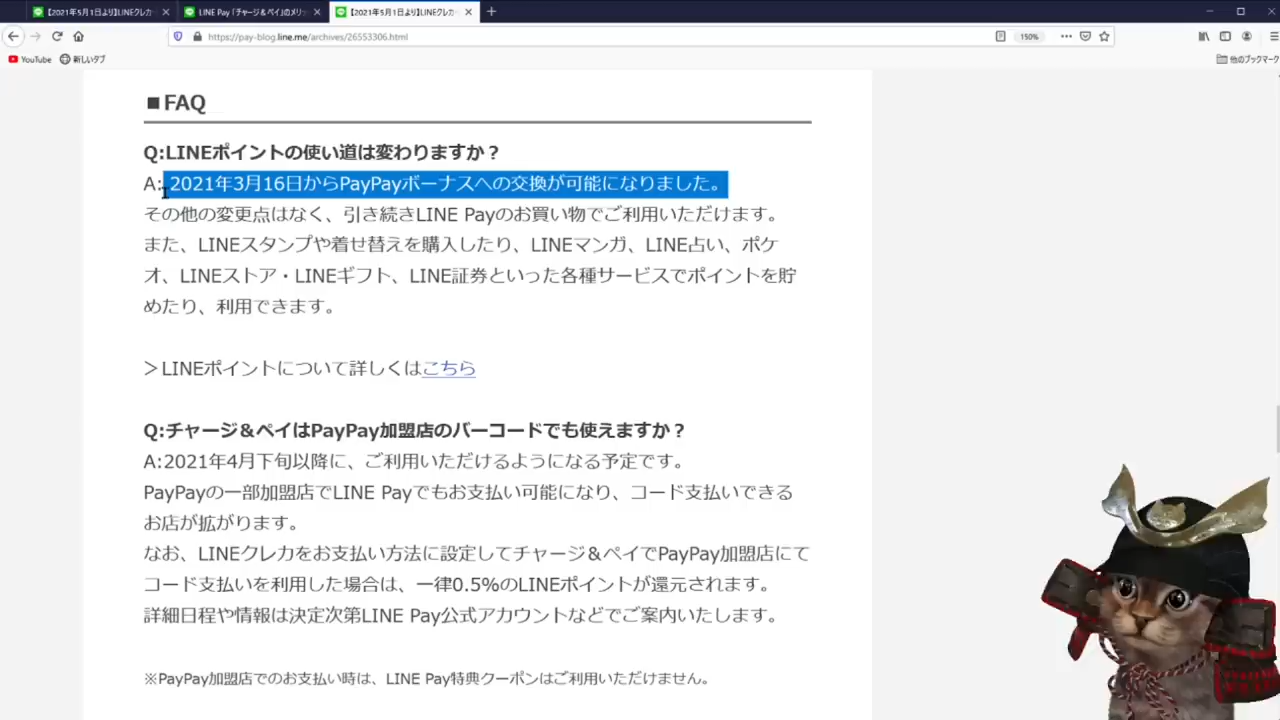 【2021年5月1日より】LINEクレカ
LINE Pay 「チャージ&ペイ」のメリッ
【2021年5月1日より】LINEクレカ
https://pay-blog.line.me/archives/26553306.html
150%
YouTube
新しいタブ
他のブックマーク
■FAQ
Q:LINEポイントの使い道は変わりますか？
A: 2021年3月16日からPayPayボーナスへの交換が可能になりました。
その他の変更点はなく、引き続きLINE Payのお買い物でご利用いただけます。
また、LINEスタンプや着せ替えを購入したり、LINEマンガ、LINE占い、ポケ
オ、LINEストア・LINEギフト、LINE証券といった各種サービスでポイントを貯
めたり、利用できます。
＞LINEポイントについて詳しくはこちら
Q:チャージ＆ペイはPayPay加盟店のバーコードでも使えますか？
A:2021年4月下旬以降に、ご利用いただけるようになる予定です。
PayPayの一部加盟店でLINE Payでもお支払い可能になり、コード支払いできる
お店が拡がります。
なお、LINEクレカをお支払い方法に設定してチャージ＆ペイでPayPay加盟店にて
コード支払いを利用した場合は、一律0.5%のLINEポイントが還元されます。
詳細日程や情報は決定次第LINE Pay公式アカウントなどでご案内いたします。
※PayPay加盟店でのお支払い時は、LINE Pay特典クーポンはご利用いただけません。